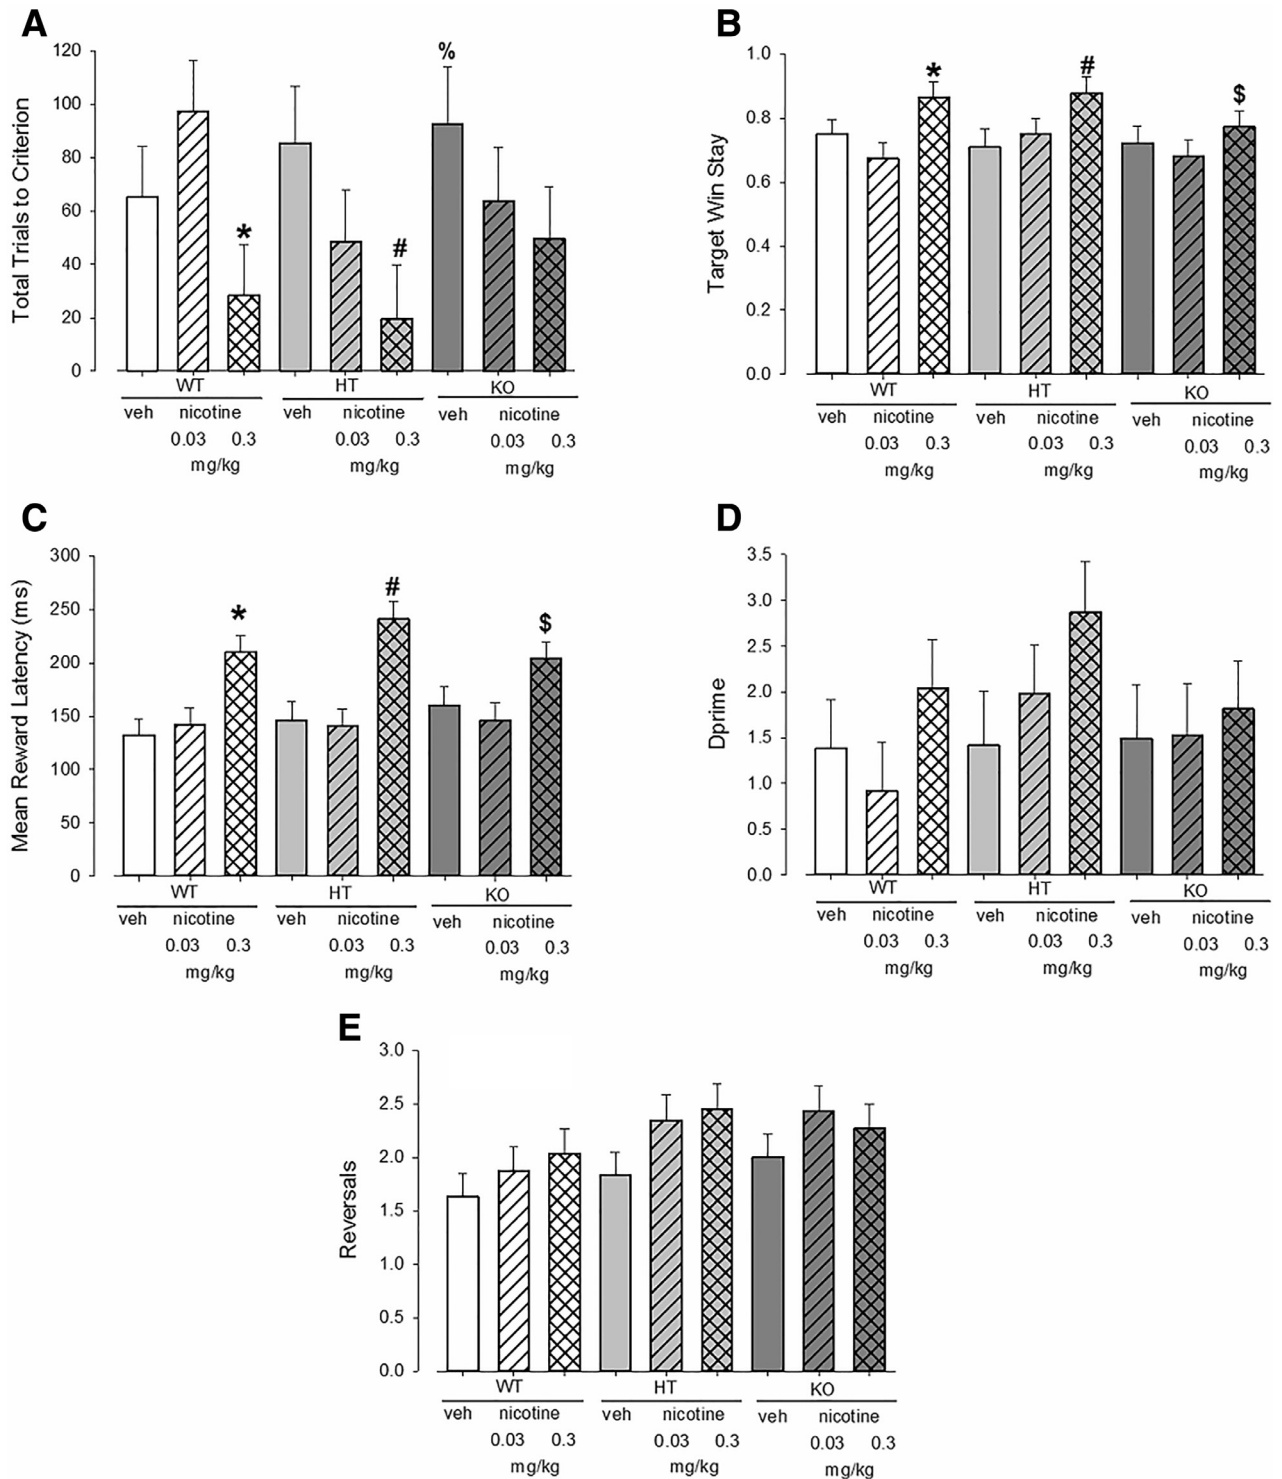 A
120
100
80
60
40
20
0
Total Trials to Criterion
*
#
%
WT HT KO
veh nicotine veh nicotine veh nicotine
0.03 0.3 0.03 0.3 0.03 0.3
mg/kg mg/kg mg/kg
B
1.0
0.8
0.6
0.4
0.2
0.0
Target Win Stay
*
#
$
WT HT KO
veh nicotine veh nicotine veh nicotine
0.03 0.3 0.03 0.3 0.03 0.3
mg/kg mg/kg mg/kg
C
300
250
200
150
100
50
0
Mean Reward Latency (ms)
*
#
$
WT HT KO
veh nicotine veh nicotine veh nicotine
0.03 0.3 0.03 0.3 0.03 0.3
mg/kg mg/kg mg/kg
D
3.5
3.0
2.5
2.0
1.5
1.0
0.5
0.0
Dprime
WT HT KO
veh nicotine veh nicotine veh nicotine
0.03 0.3 0.03 0.3 0.03 0.3
mg/kg mg/kg mg/kg
E
3.0
2.5
2.0
1.5
1.0
0.5
0.0
Reversals
WT HT KO
veh nicotine veh nicotine veh nicotine
0.03 0.3 0.03 0.3 0.03 0.3
mg/kg mg/kg mg/kg